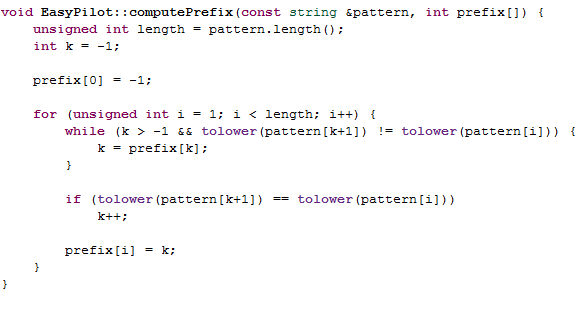 void EasyPilot::computePrefix(const string &pattern, int prefix[]) {
    unsigned int length = pattern.length();
    int k = -1;

    prefix[0] = -1;

    for (unsigned int i = 1; i < length; i++) {
        while (k > -1 && tolower(pattern[k+1]) != tolower(pattern[i])) {
            k = prefix[k];
        }

        if (tolower(pattern[k+1]) == tolower(pattern[i]))
            k++;

        prefix[i] = k;
    }
}